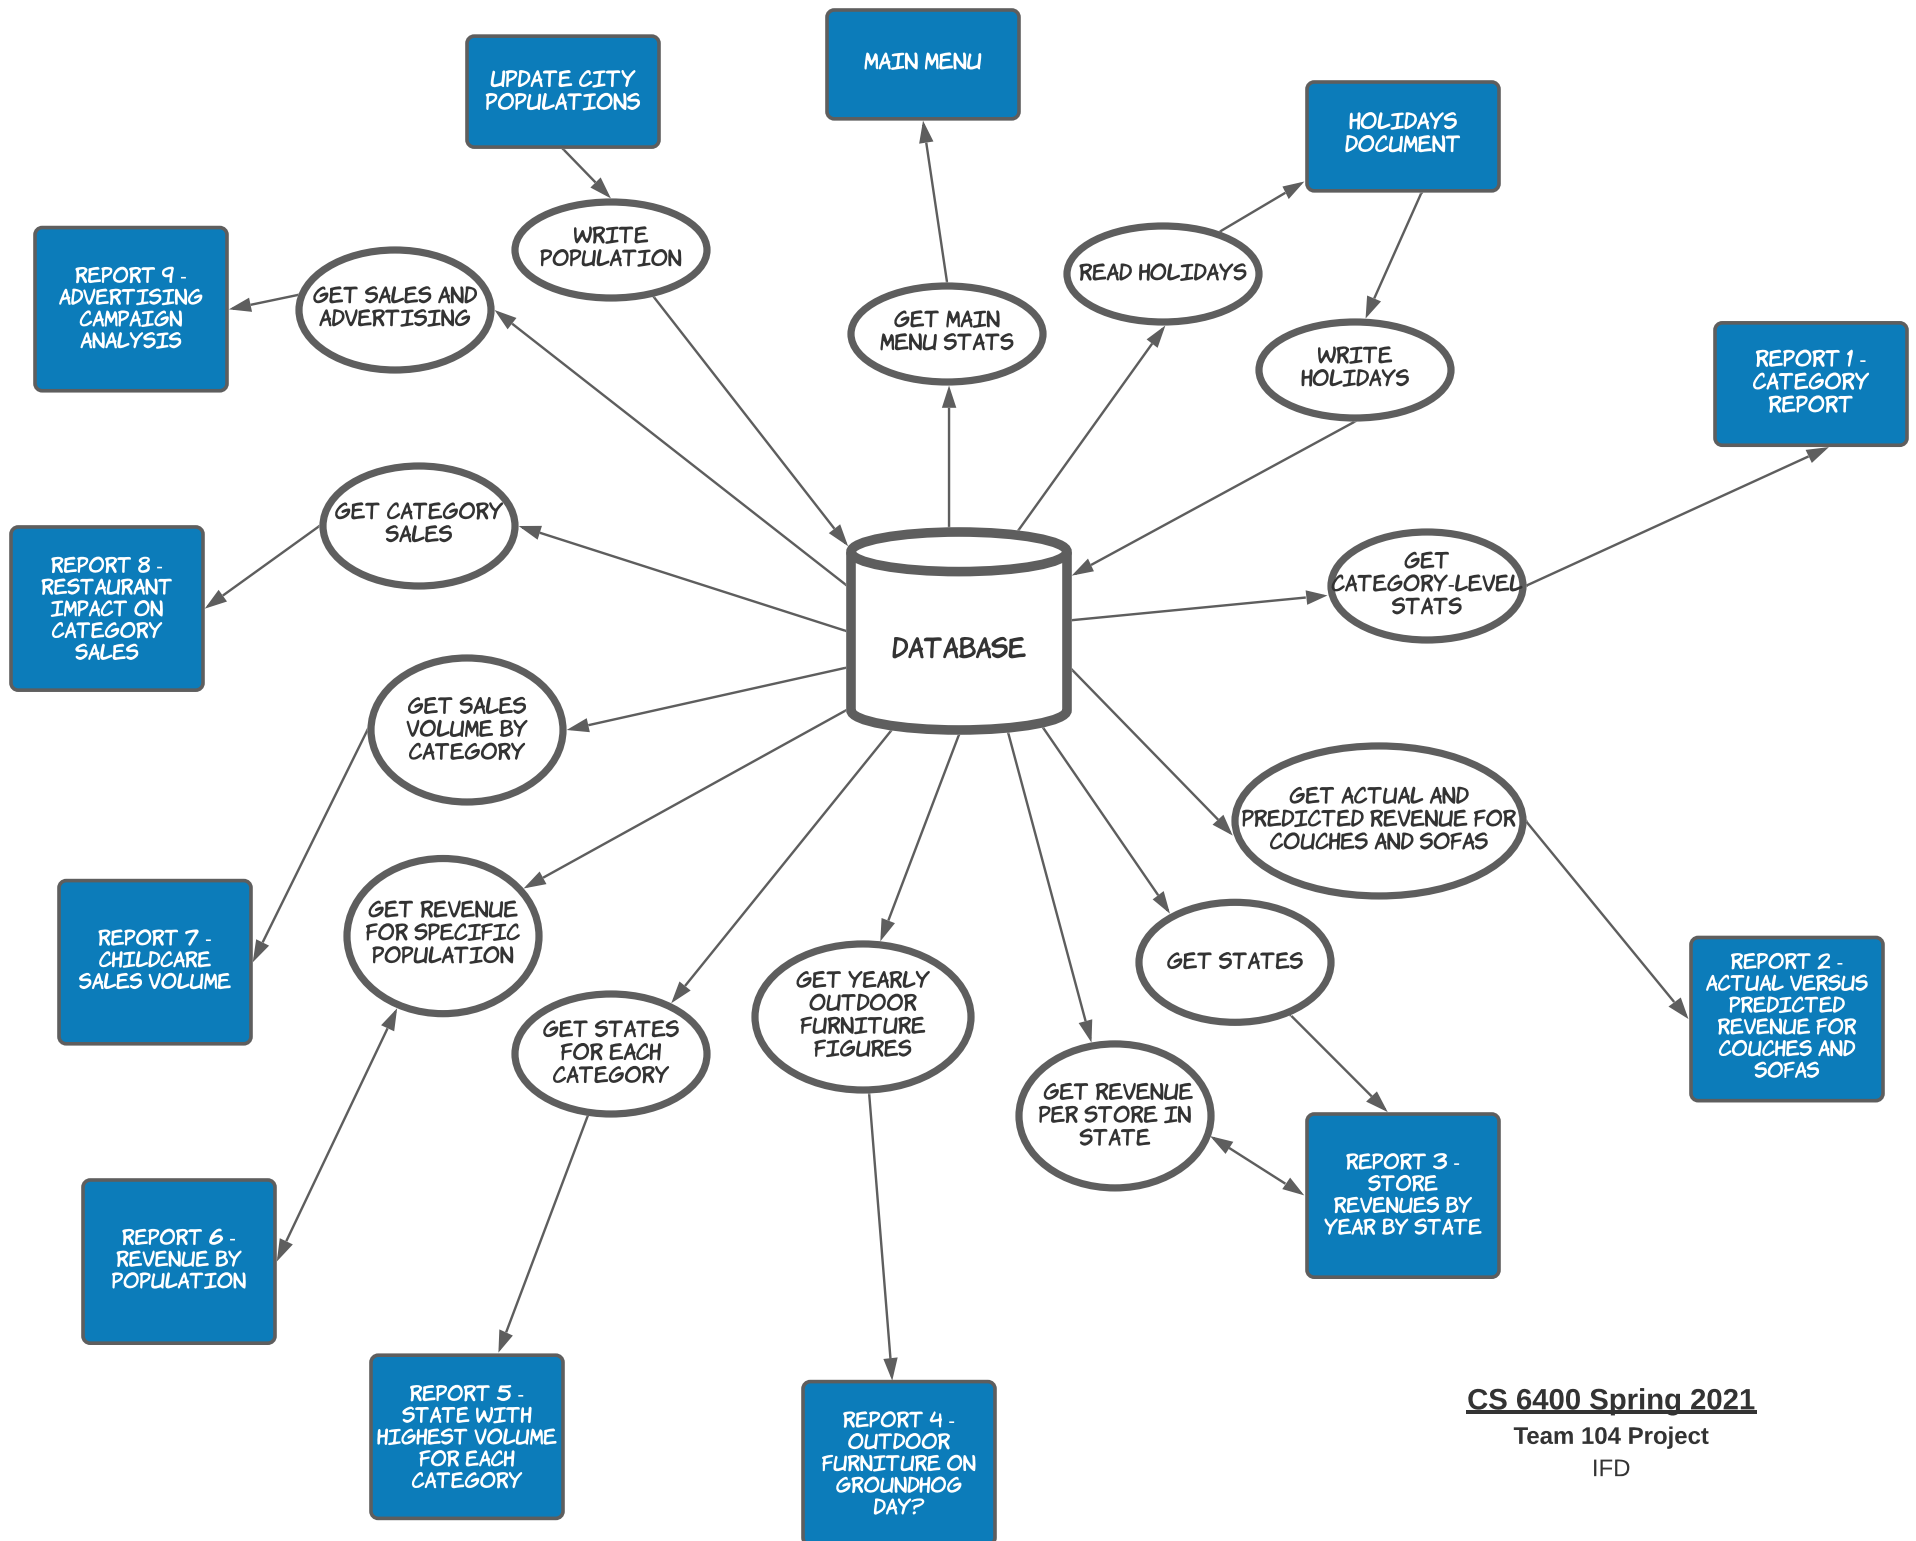 MAIN MENU
UPDATE CITY
POPULATIONS
HOLIDAYS
DOCUMENT
WRITE
POPULATION
READ HOLIDAYS
REPORT 9 -
ADVERTISING
CAMPAIGN
ANALYSIS
GET SALES AND
ADVERTISING
GET MAIN
MENU STATS
WRITE
HOLIDAYS
REPORT 1 -
CATEGORY
REPORT
GET CATEGORY
SALES
REPORT 8 -
RESTAURANT
IMPACT ON
CATEGORY
SALES
GET
CATEGORY-LEVEL
STATS
DATABASE
GET SALES
VOLUME BY
CATEGORY
GET ACTUAL AND
PREDICTED REVENUE FOR
COUCHES AND SOFAS
REPORT 7 -
CHILDCARE
SALES VOLUME
GET REVENUE
FOR SPECIFIC
POPULATION
GET STATES
REPORT 2 -
ACTUAL VERSUS
PREDICTED
REVENUE FOR
COUCHES AND
SOFAS
GET YEARLY
OUTDOOR
FURNITURE
FIGURES
GET STATES
FOR EACH
CATEGORY
GET REVENUE
PER STORE IN
STATE
REPORT 3 -
STORE
REVENUES BY
YEAR BY STATE
REPORT 6 -
REVENUE BY
POPULATION
REPORT 5 -
STATE WITH
HIGHEST VOLUME
FOR EACH
CATEGORY
REPORT 4 -
OUTDOOR
FURNITURE ON
GROUNDHOG
DAY?
CS 6400 Spring 2021
Team 104 Project
IFD